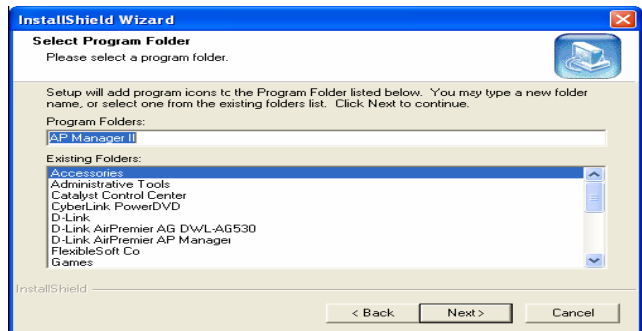 InstallShield Wizard
Select Program Folder
Please select a program folder.
Setup will add program icons to the Program Folder listed below. You may type a new folder
name, or select one from the existing folders list. Click Next to continue.
Program Folders:
AP Manager II
Existing Folders:
Accessories
Administrative Tools
Catalyst Control Center
CyberLink PowerDVD
D-Link
D-Link AirPremier AG DWL-AG530
D-Link AirPremier AP Manager
FlexibleSoft Co
Games
InstallShield
< Back
Next >
Cancel